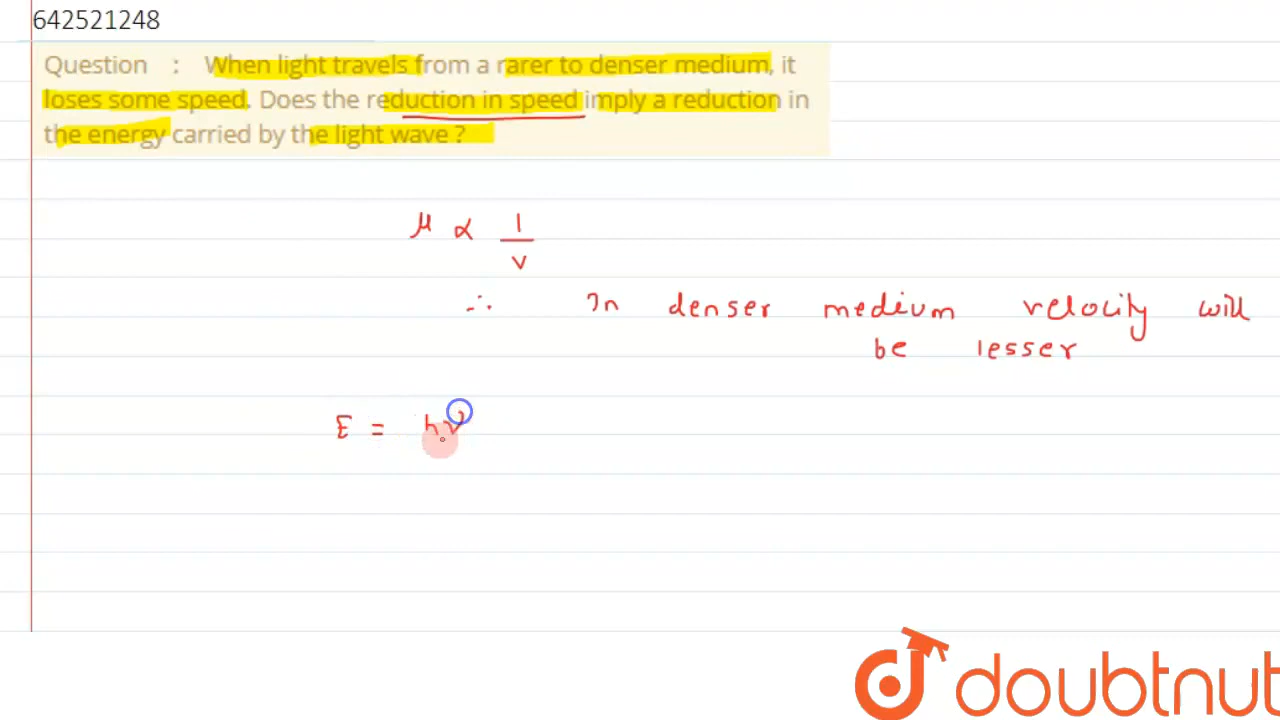 642521248
Question : When light travels from a rarer to denser medium, it
loses some speed. Does the reduction in speed imply a reduction in
the energy carried by the light wave ?
μ ∝ 1/v
∴ In denser medium velocity will
be lesser
E = hν
doubtnut